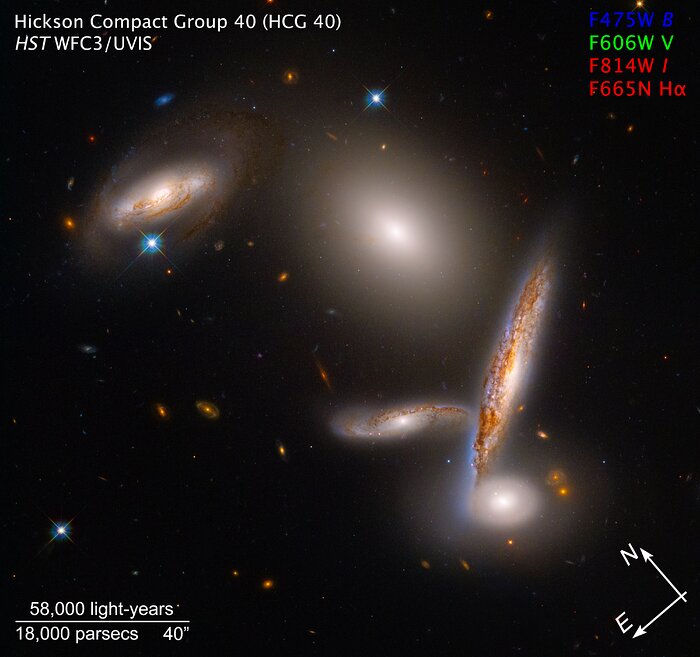 Hickson Compact Group 40 (HCG 40)
HST WFC3/UVIS
F475W B
F606W V
F814W I
F665N Hα
58,000 light-years
18,000 parsecs 40"
N
E